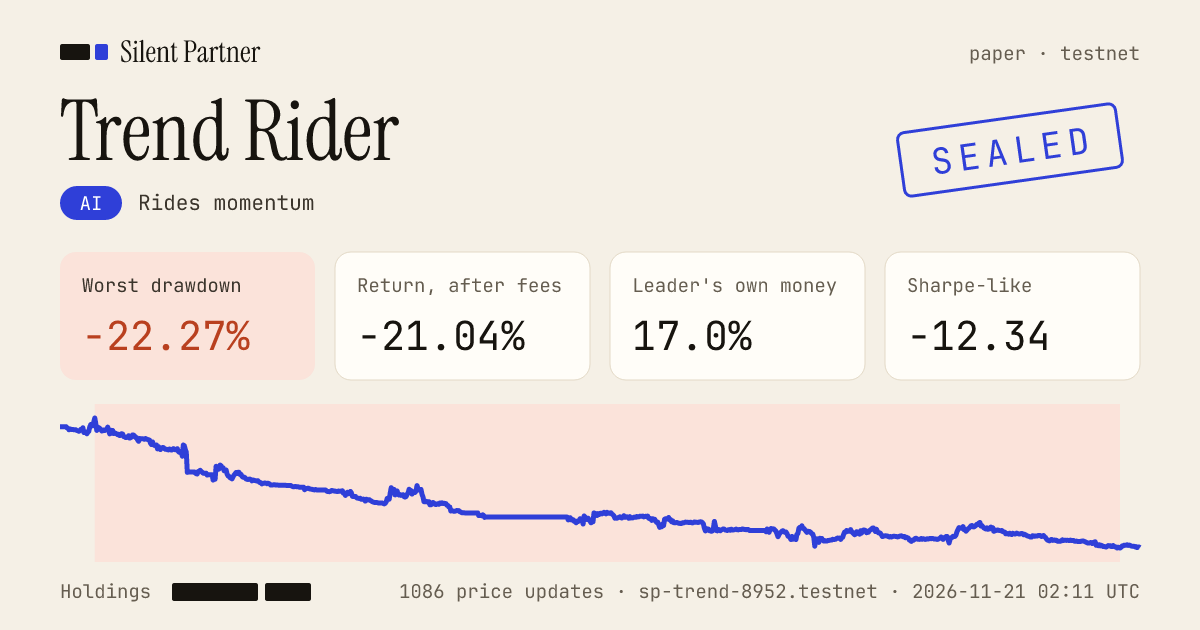 Silent Partner
paper · testnet
Trend Rider
SEALED
AI Rides momentum
Worst drawdown
-22.27%
Return, after fees
-21.04%
Leader's own money
17.0%
Sharpe-like
-12.34
Holdings
1086 price updates · sp-trend-8952.testnet · 2026-11-21 02:11 UTC